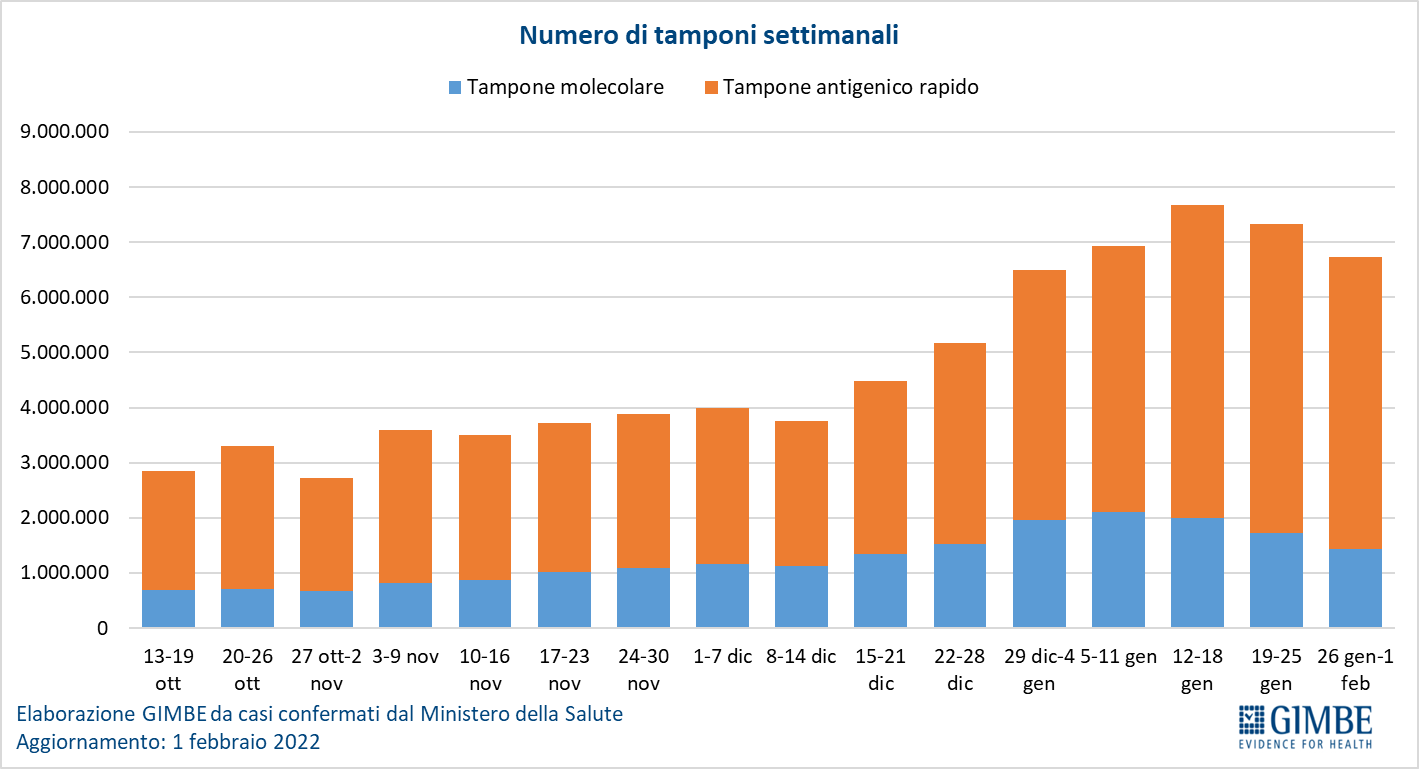 Numero di tamponi settimanali
Tampone molecolare Tampone antigenico rapido
9.000.000
8.000.000
7.000.000
6.000.000
5.000.000
4.000.000
3.000.000
2.000.000
1.000.000
0
13-19 ott
20-26 ott
27 ott-2 nov
3-9 nov
10-16 nov
17-23 nov
24-30 nov
1-7 dic
8-14 dic
15-21 dic
22-28 dic
29 dic-4 gen
5-11 gen
12-18 gen
19-25 gen
26 gen-1 feb
Elaborazione GIMBE da casi confermati dal Ministero della Salute
Aggiornamento: 1 febbraio 2022
GIMBE
EVIDENCE FOR HEALTH